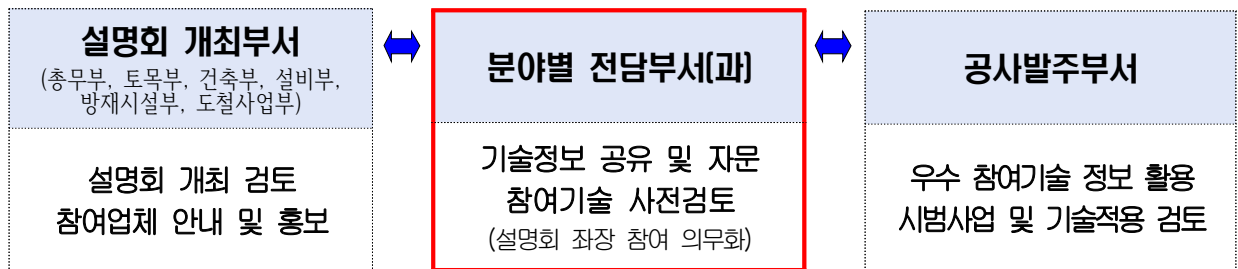 설명회 개최부서
(총무부, 토목부, 건축부, 설비부,
방재시설부, 도철사업부)
설명회 개최 검토
참여업체 안내 및 홍보
분야별 전담부서(과)
기술정보 공유 및 자문
참여기술 사전검토
(설명회 좌장 참여 의무화)
공사발주부서
우수 참여기술 정보 활용
시범사업 및 기술적용 검토